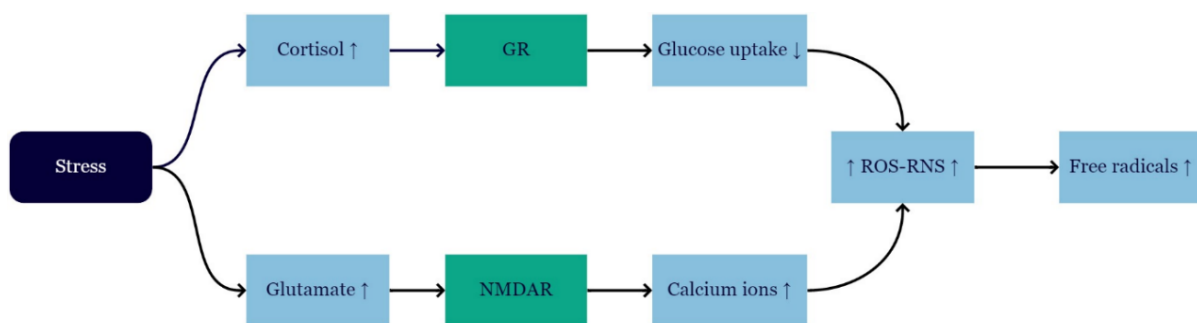 Cortisol ↑
GR
Glucose uptake ↓
Stress
↑ ROS-RNS ↑
Free radicals ↑
Glutamate ↑
NMDAR
Calcium ions ↑